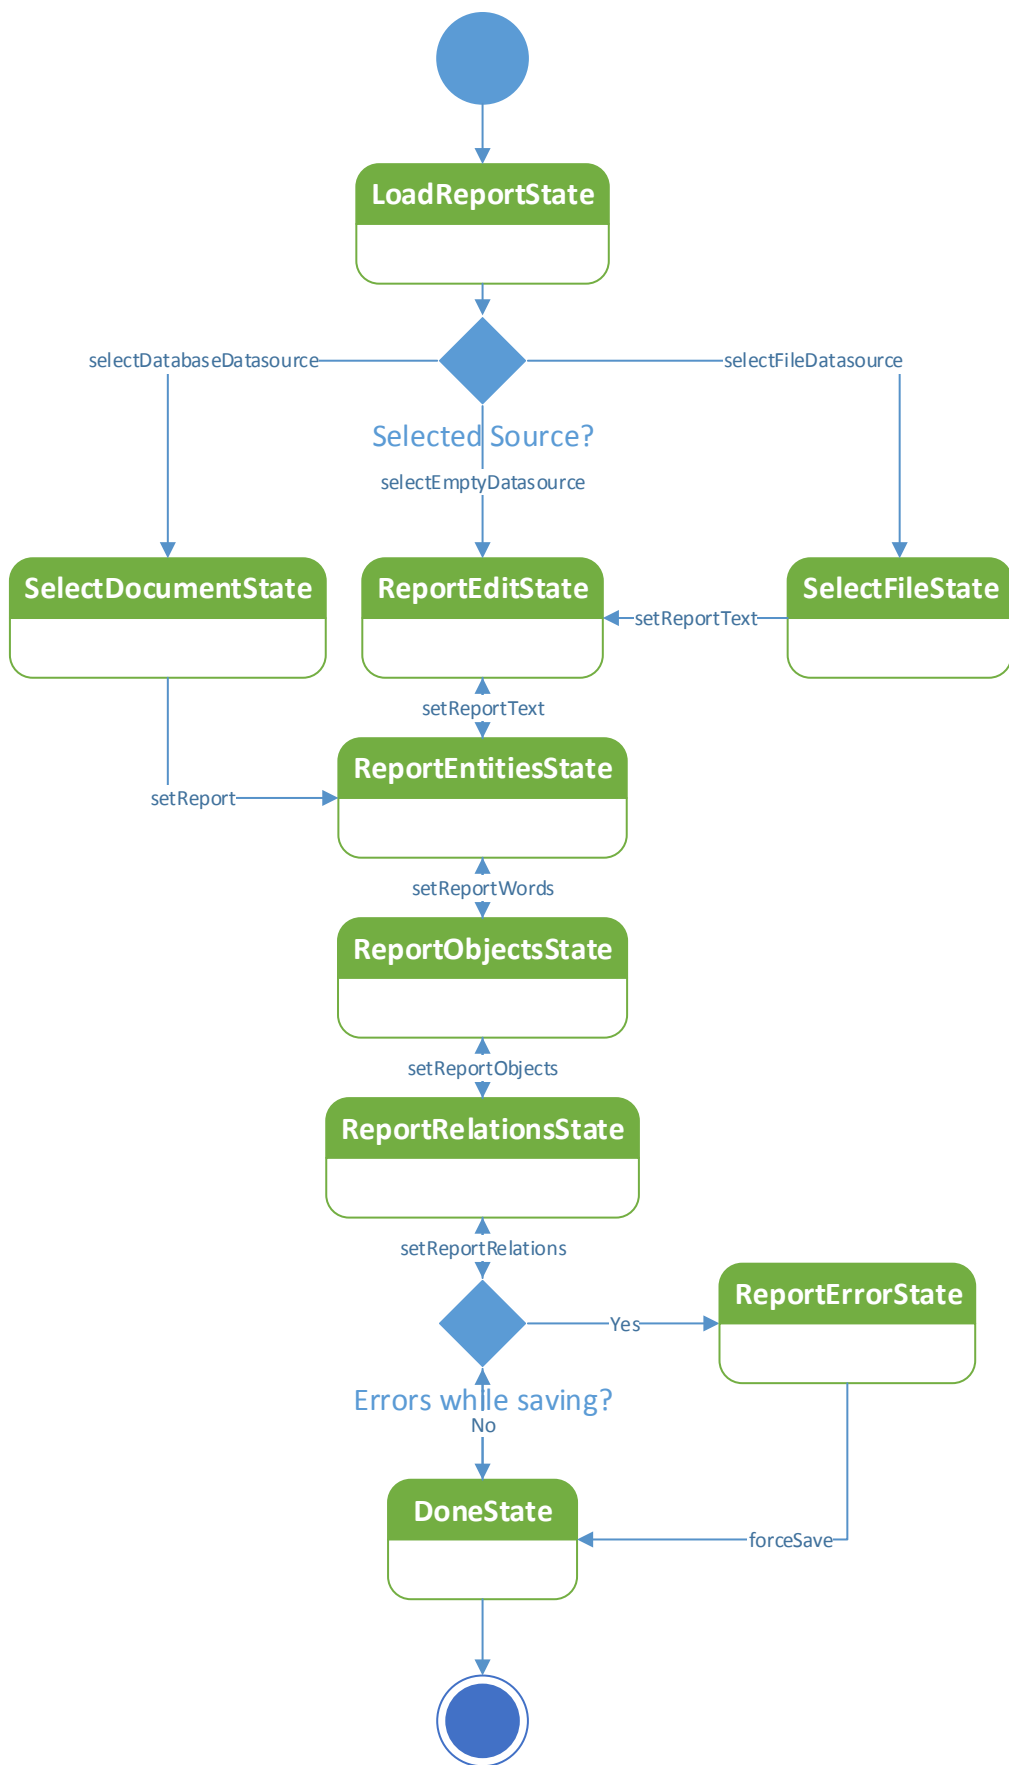 LoadReportState
selectDatabaseDatasource
selectFileDatasource
Selected Source?
selectEmptyDatasource
SelectDocumentState
ReportEditState
SelectFileState
setReportText
setReportText
ReportEntitiesState
setReport
setReportWords
ReportObjectsState
setReportObjects
ReportRelationsState
setReportRelations
ReportErrorState
Yes
Errors while saving?
No
DoneState
forceSave